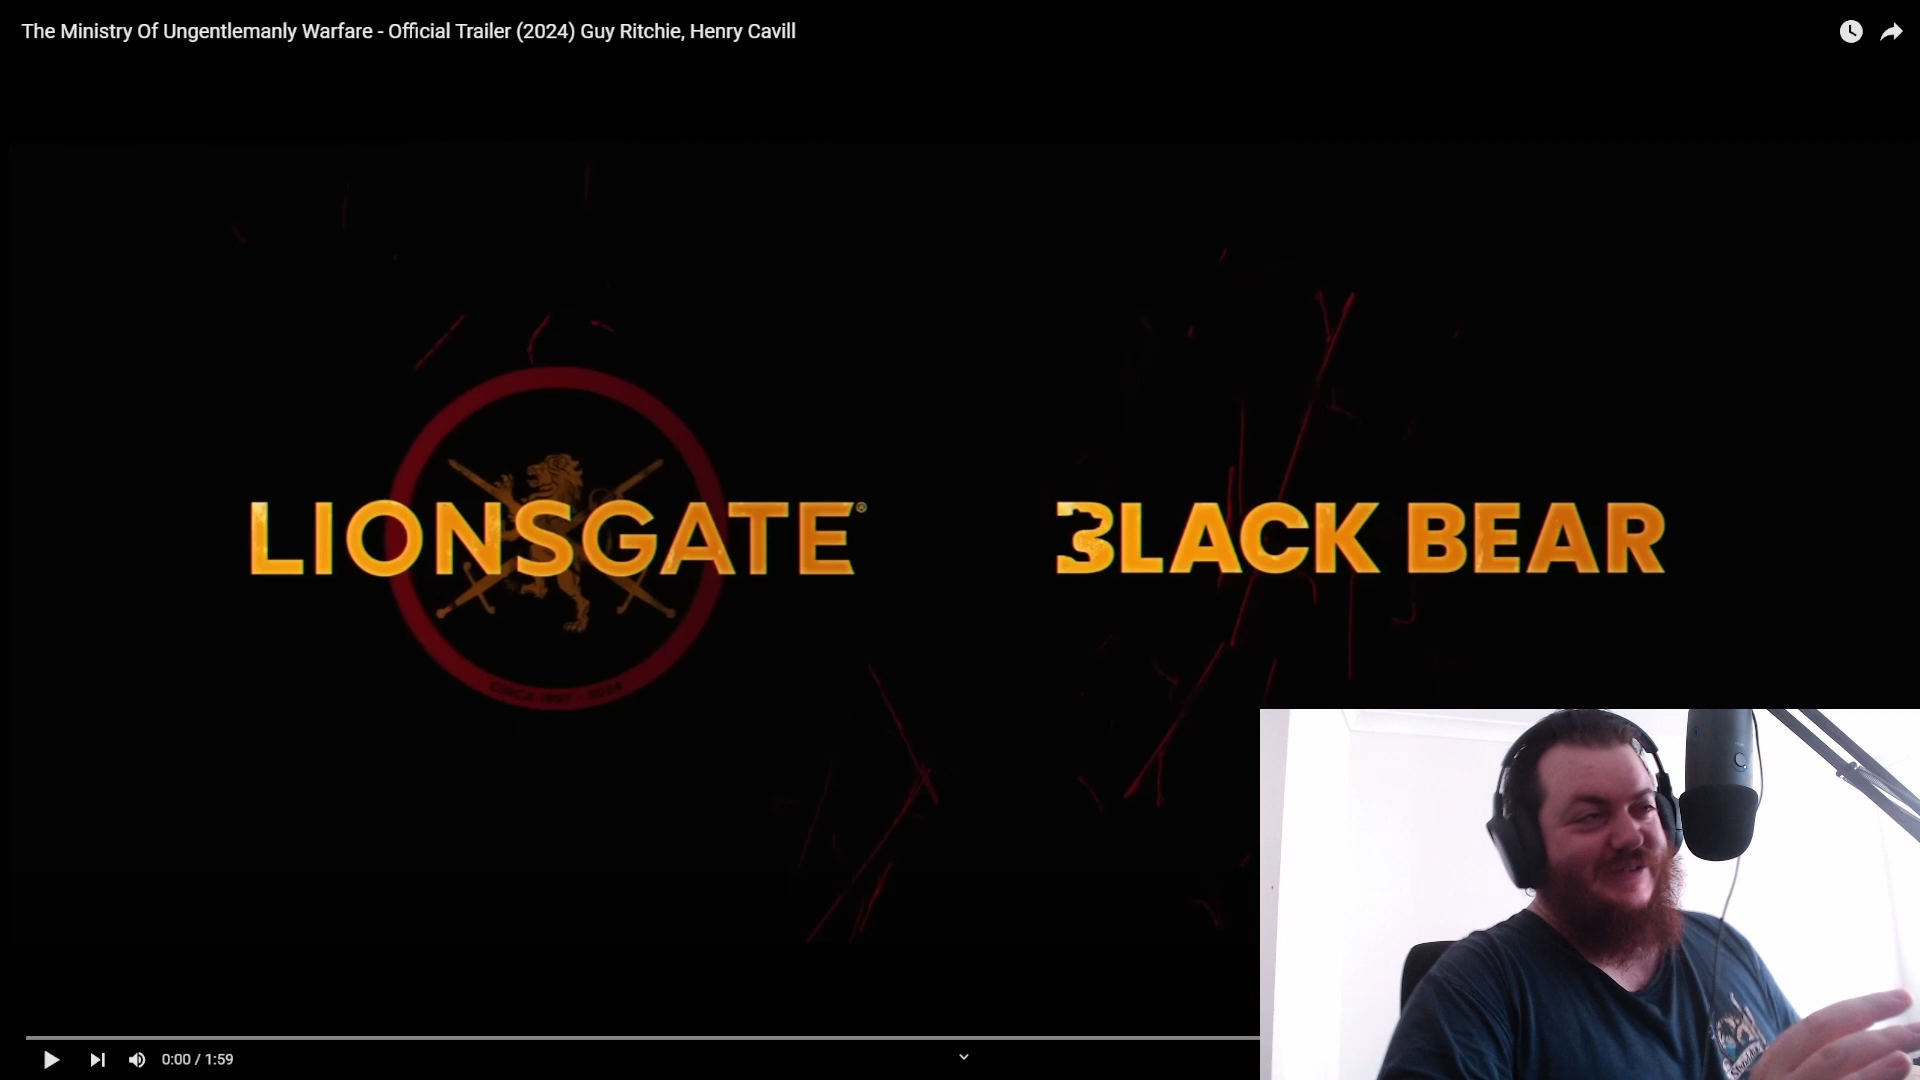 The Ministry Of Ungentlemanly Warfare - Official Trailer (2024) Guy Ritchie, Henry Cavill
LIONSGATE®
BLACK BEAR
0:00 / 1:59